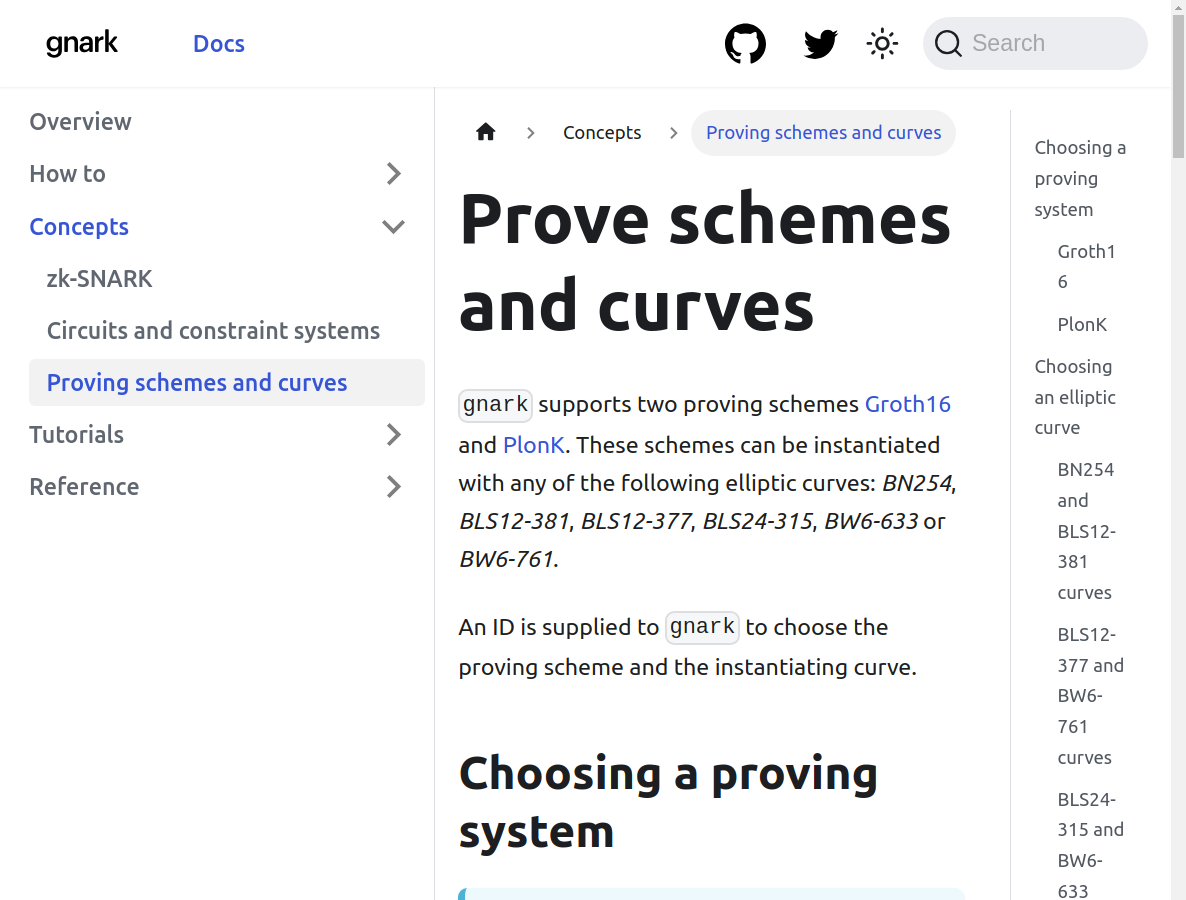 gnark
Docs
Search
Overview
How to
Concepts
zk-SNARK
Circuits and constraint systems
Proving schemes and curves
Tutorials
Reference
Concepts
Proving schemes and curves
Prove schemes
and curves
gnark supports two proving schemes Groth16
and PlonK. These schemes can be instantiated
with any of the following elliptic curves: BN254,
BLS12-381, BLS12-377, BLS24-315, BW6-633 or
BW6-761.
An ID is supplied to gnark to choose the
proving scheme and the instantiating curve.
Choosing a proving
system
Choosing a
proving
system
Groth1
6
PlonK
Choosing
an elliptic
curve
BN254
and
BLS12-
381
curves
BLS12-
377 and
BW6-
761
curves
BLS24-
315 and
BW6-
633